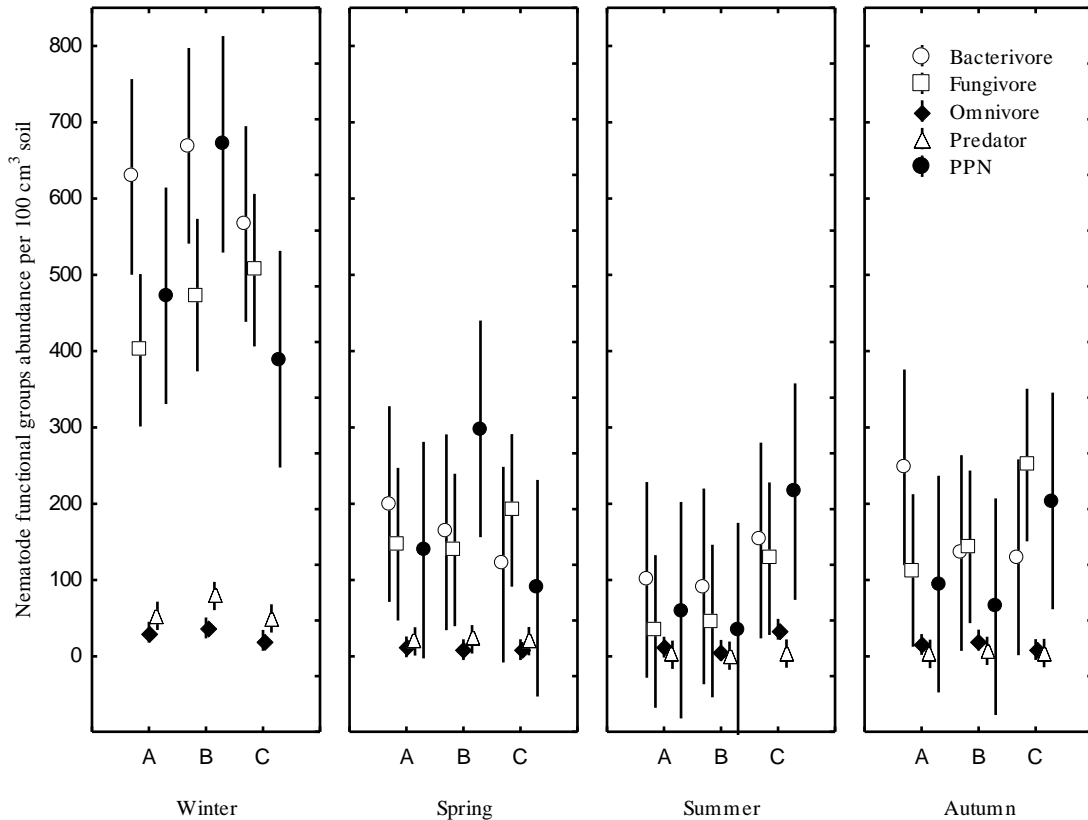 Nematode functional groups abundance per 100 cm³ soil
800
700
600
500
400
300
200
100
0
Bacterivore
Fungivore
Omnivore
Predator
PPN
A B C A B C A B C A B C
Winter Spring Summer Autumn